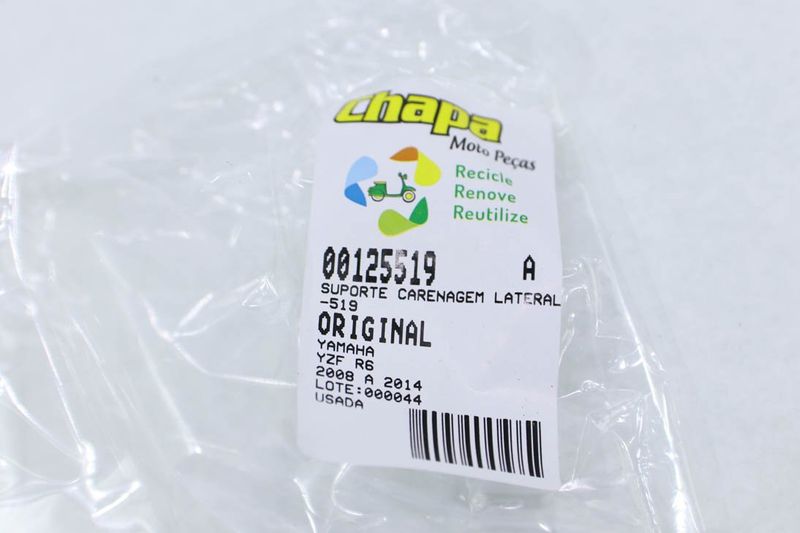 chapa
Moto Peças
Recicle
Renove
Reutilize
00125519 A
SUPORTE CARENAGEM LATERAL
-519
ORIGINAL
YAMAHA
YZF R6
2008 A 2014
LOTE:000044
USADA